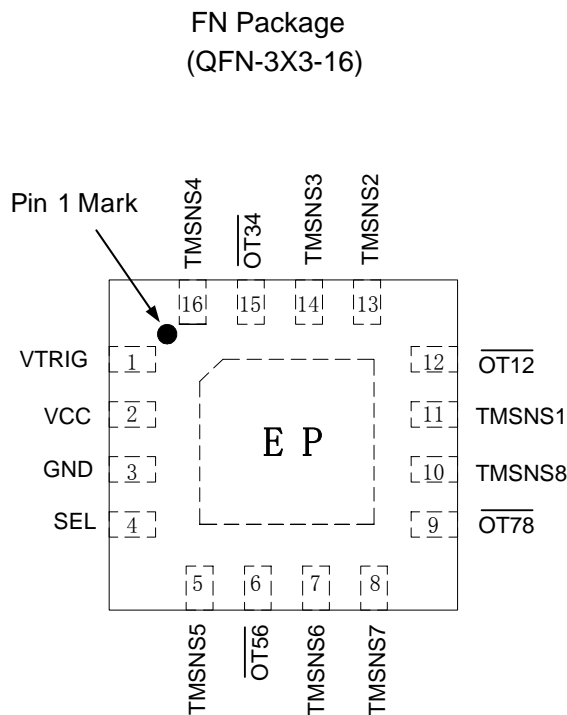 FN Package
(QFN-3X3-16)
Pin 1 Mark
TMSNS4
OT34
TMSNS3
TMSNS2
16
15
14
13
VTRIG 1
VCC 2
GND 3
SEL 4
12 OT12
11 TMSNS1
10 TMSNS8
9 OT78
E P
5
6
7
8
TMSNS5
OT56
TMSNS6
TMSNS7